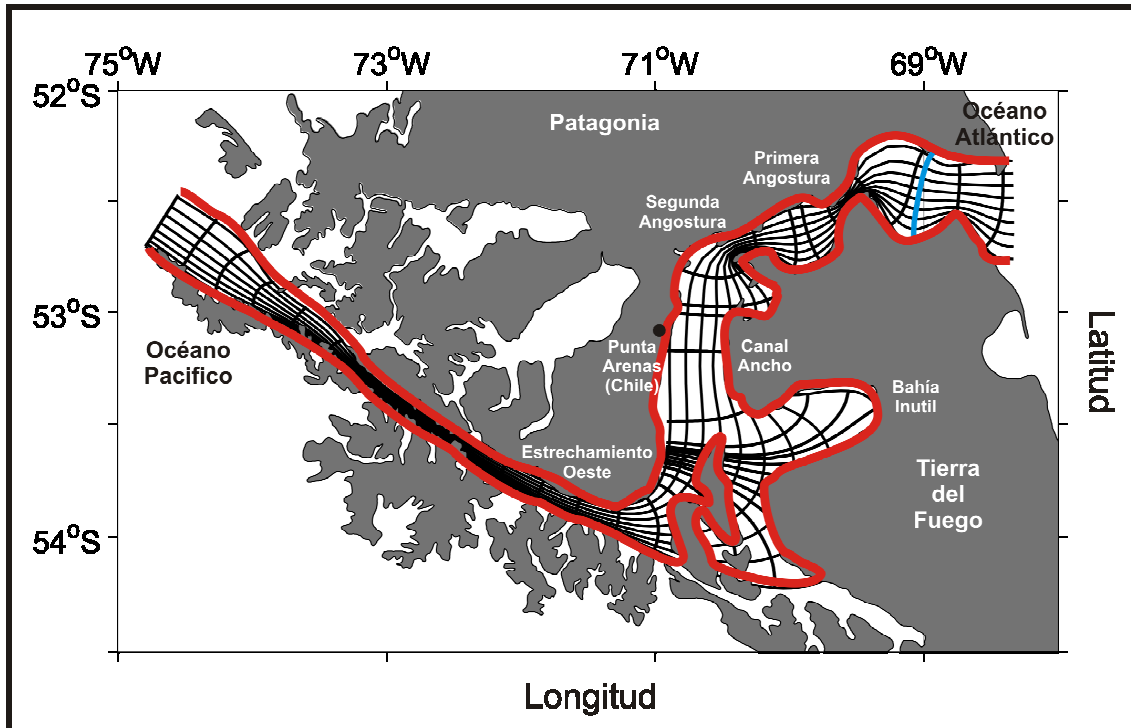 75°W 73°W 71°W 69°W
52°S
53°S
54°S
Patagonia
Océano
Atlántico
Primera
Angostura
Segunda
Angostura
Océano
Pacifico
Punta
Arenas
(Chile)
Canal
Ancho
Bahía
Inutil
Estrechamiento
Oeste
Tierra
del
Fuego
Latitud
Longitud